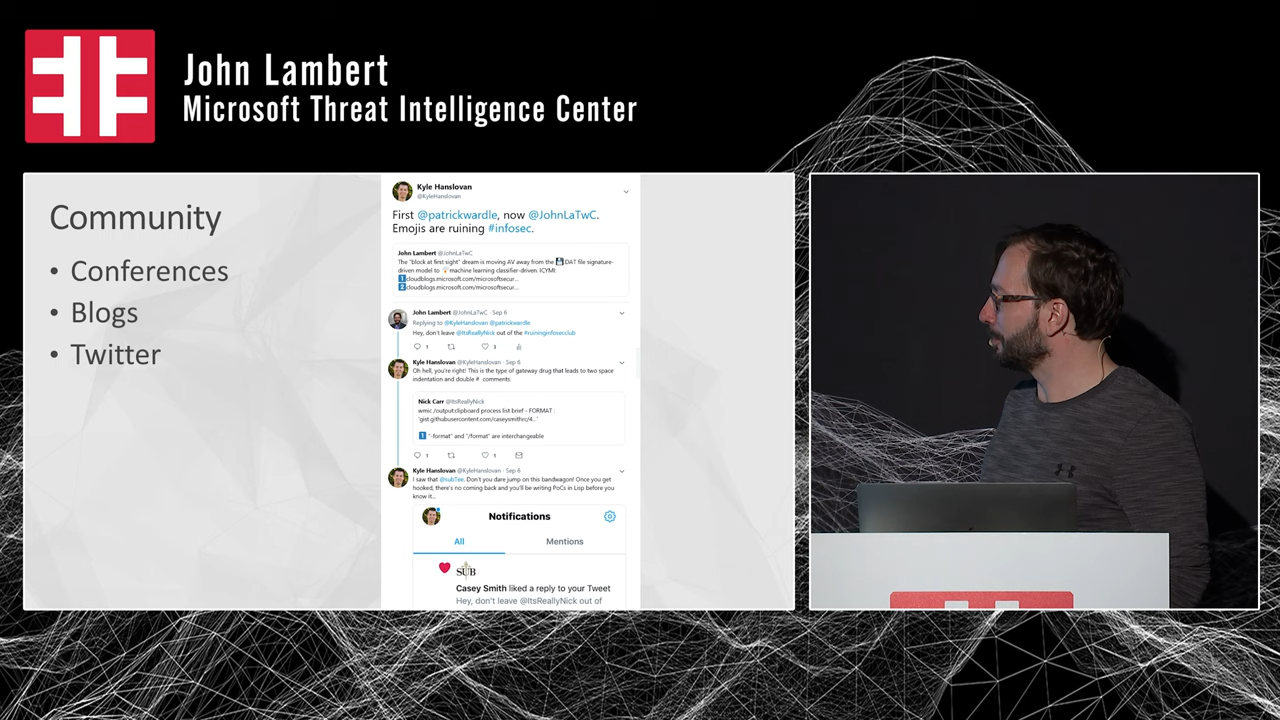 John Lambert
Microsoft Threat Intelligence Center
Community
• Conferences
• Blogs
• Twitter
Kyle Hanslovan
@KyleHanslovan
First @patrickwardle, now @JohnLaTwC.
Emojis are ruining #infosec.
John Lambert @JohnLaTwC
The "block at first sight" dream is moving AV away from the 💾 DAT file signature-
driven model to 💡machine learning classifier-driven. ICYMI:
1️⃣cloudblogs.microsoft.com/microsoftsecur...
2️⃣cloudblogs.microsoft.com/microsoftsecur...
John Lambert @JohnLaTwC · Sep 6
Replying to @KyleHanslovan @patrickwardle
Hey, don't leave @ItsReallyNick out of the #ruininginfosecclub
1 3
Kyle Hanslovan @KyleHanslovan · Sep 6
Oh hell, you're right! This is the type of gateway drug that leads to two space
indentation and double # comments.
Nick Carr @ItsReallyNick
wmic /output:clipboard process list brief -FORMAT :
'gist.githubusercontent.com/caseysmithrc/4...'
1️⃣ "-format" and "/format" are interchangeable
1 1
Kyle Hanslovan @KyleHanslovan · Sep 6
I saw that @subTee. Don't you dare jump on this bandwagon! Once you get
hooked, there's no coming back and you'll be writing PoCs in Lisp before you
know it...
Notifications
All Mentions
SUB
Casey Smith liked a reply to your Tweet
Hey, don't leave @ItsReallyNick out of